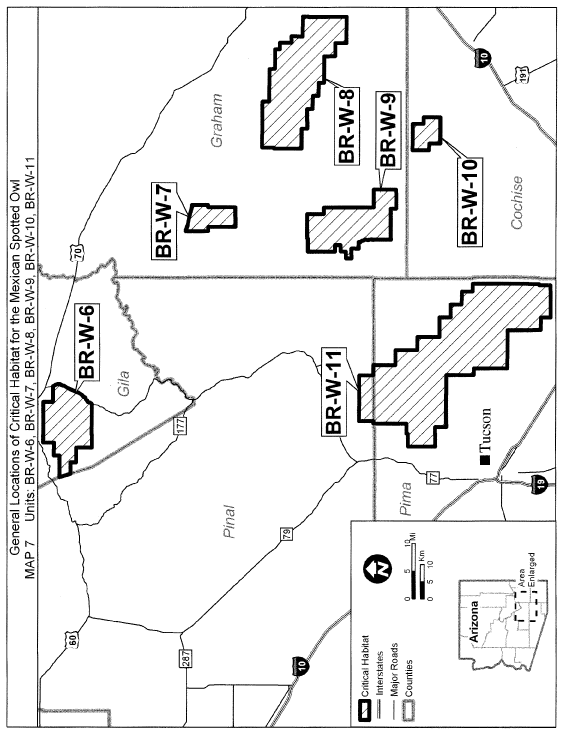 General Locations of Critical Habitat for the Mexican Spotted Owl
MAP 7 Units: BR-W-6, BR-W-7, BR-W-8, BR-W-9, BR-W-10, BR-W-11
60
70
BR-W-6
Gila
177
Graham
BR-W-7
BR-W-8
BR-W-9
BR-W-10
10
191
Cochise
Pinal
287
79
10
BR-W-11
Tucson
77
Pima
19
Critical Habitat
Interstates
Major Roads
Counties
N
0 5 10 Mi
0 5 10 Km
Arizona
Area
Enlarged